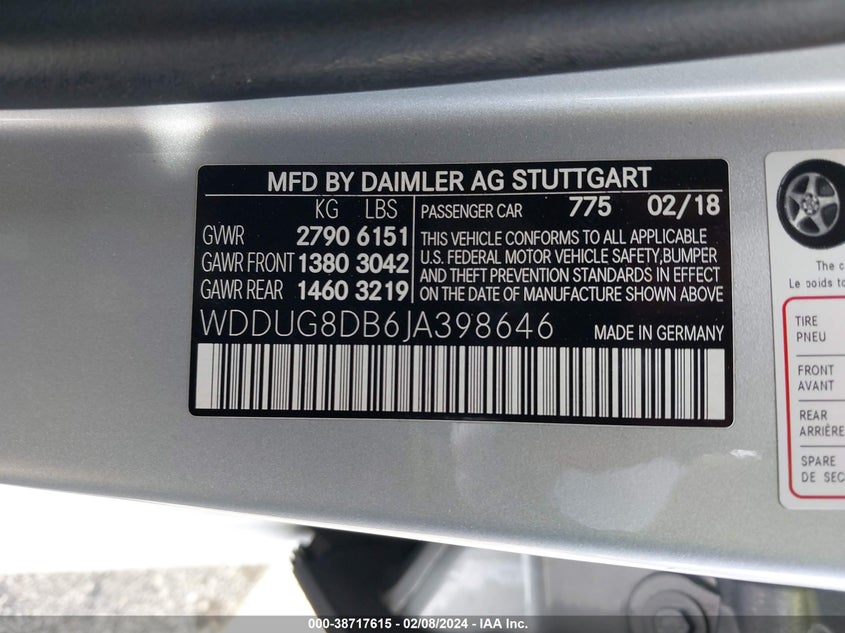 MFD BY DAIMLER AG STUTTGART
KG LBS
GVWR 2790 6151
GAWR FRONT 1380 3042
GAWR REAR 1460 3219
PASSENGER CAR 775 02/18
THIS VEHICLE CONFORMS TO ALL APPLICABLE
U.S. FEDERAL MOTOR VEHICLE SAFETY,BUMPER
AND THEFT PREVENTION STANDARDS IN EFFECT
ON THE DATE OF MANUFACTURE SHOWN ABOVE
WDDUG8DB6JA398646 MADE IN GERMANY
The
Le poids
TIRE
PNEU
FRONT
AVANT
REAR
ARRIÈRE
SPARE
DE
000-38717615 - 02/08/2024 - IAA Inc.